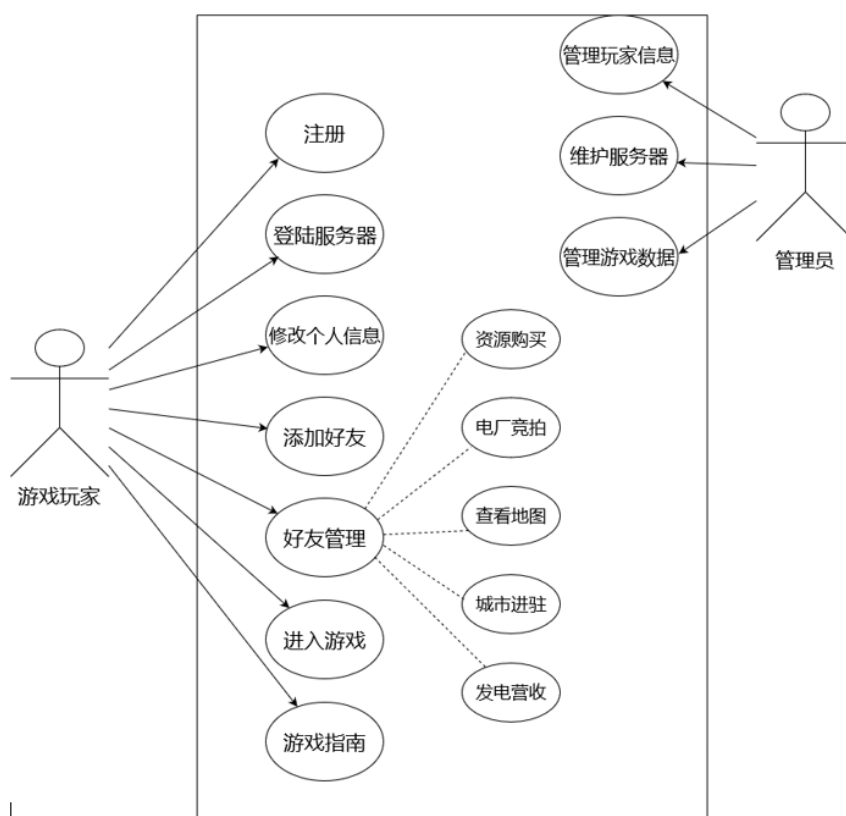 管理玩家信息
注册
维护服务器
登陆服务器
管理游戏数据
管理员
修改个人信息
资源购买
添加好友
电厂竞拍
游戏玩家
查看地图
好友管理
城市进驻
进入游戏
发电营收
游戏指南